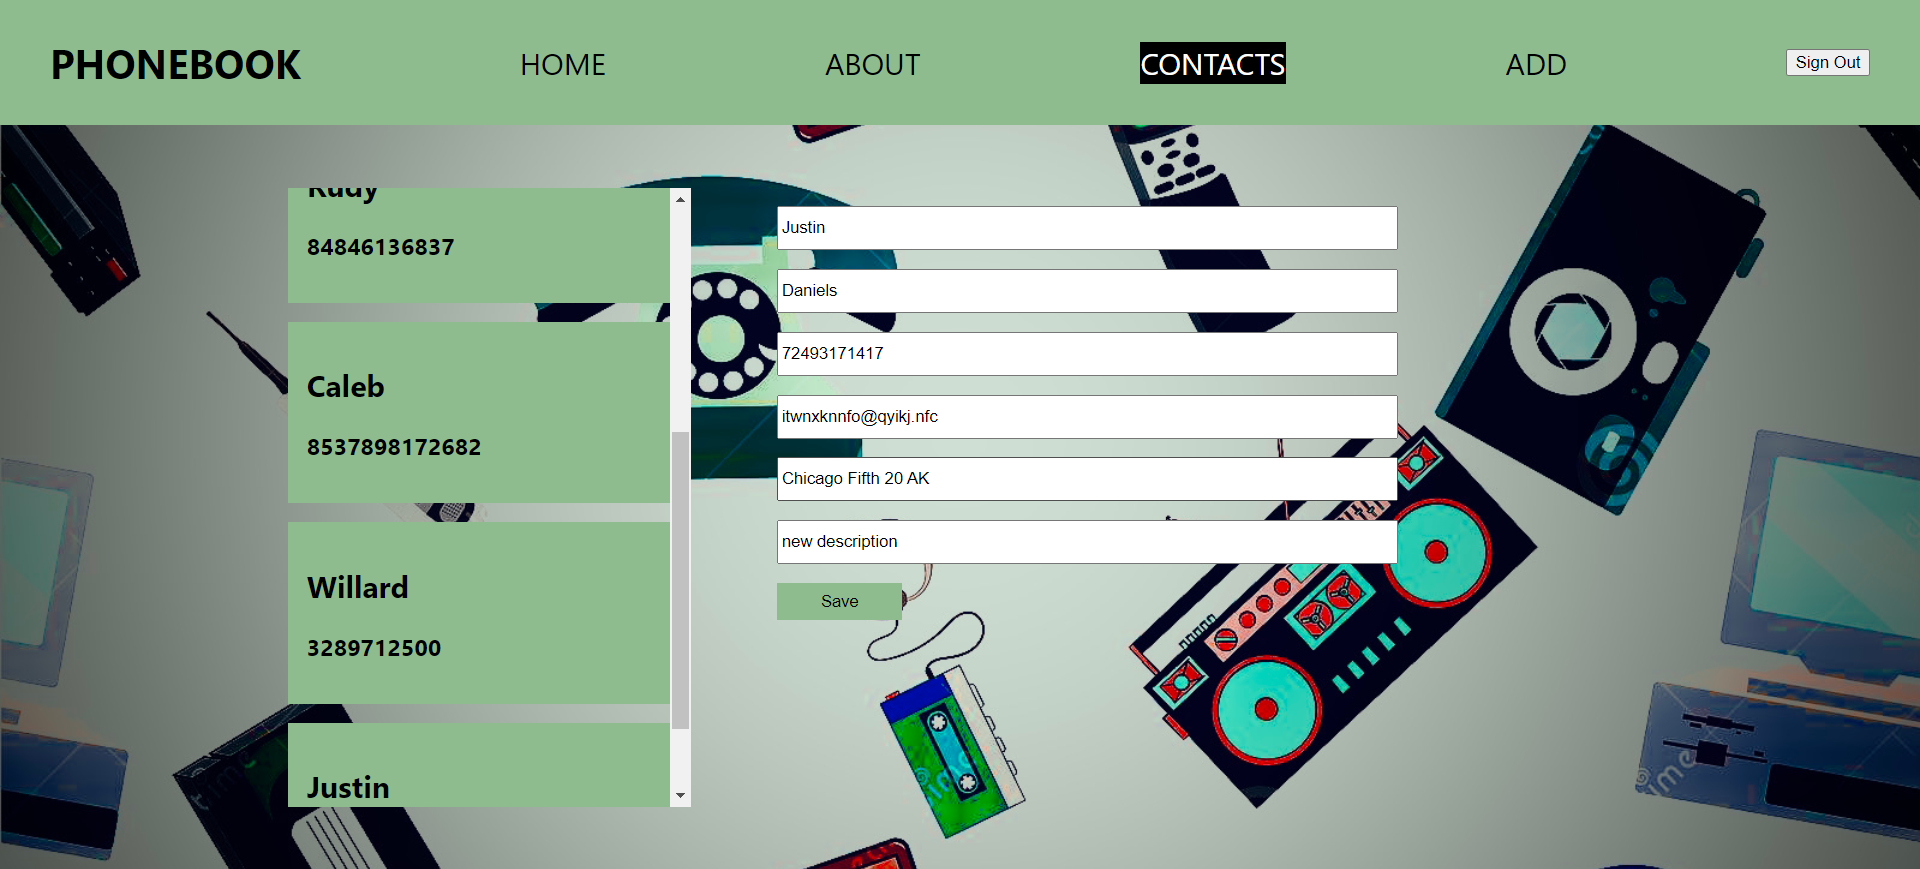 PHONEBOOK HOME ABOUT CONTACTS ADD Sign Out
Rudy
84846136837
Caleb
8537898172682
Willard
3289712500
Justin
Justin
Daniels
72493171417
itwnxknnfo@qyikj.nfc
Chicago Fifth 20 AK
new description
Save